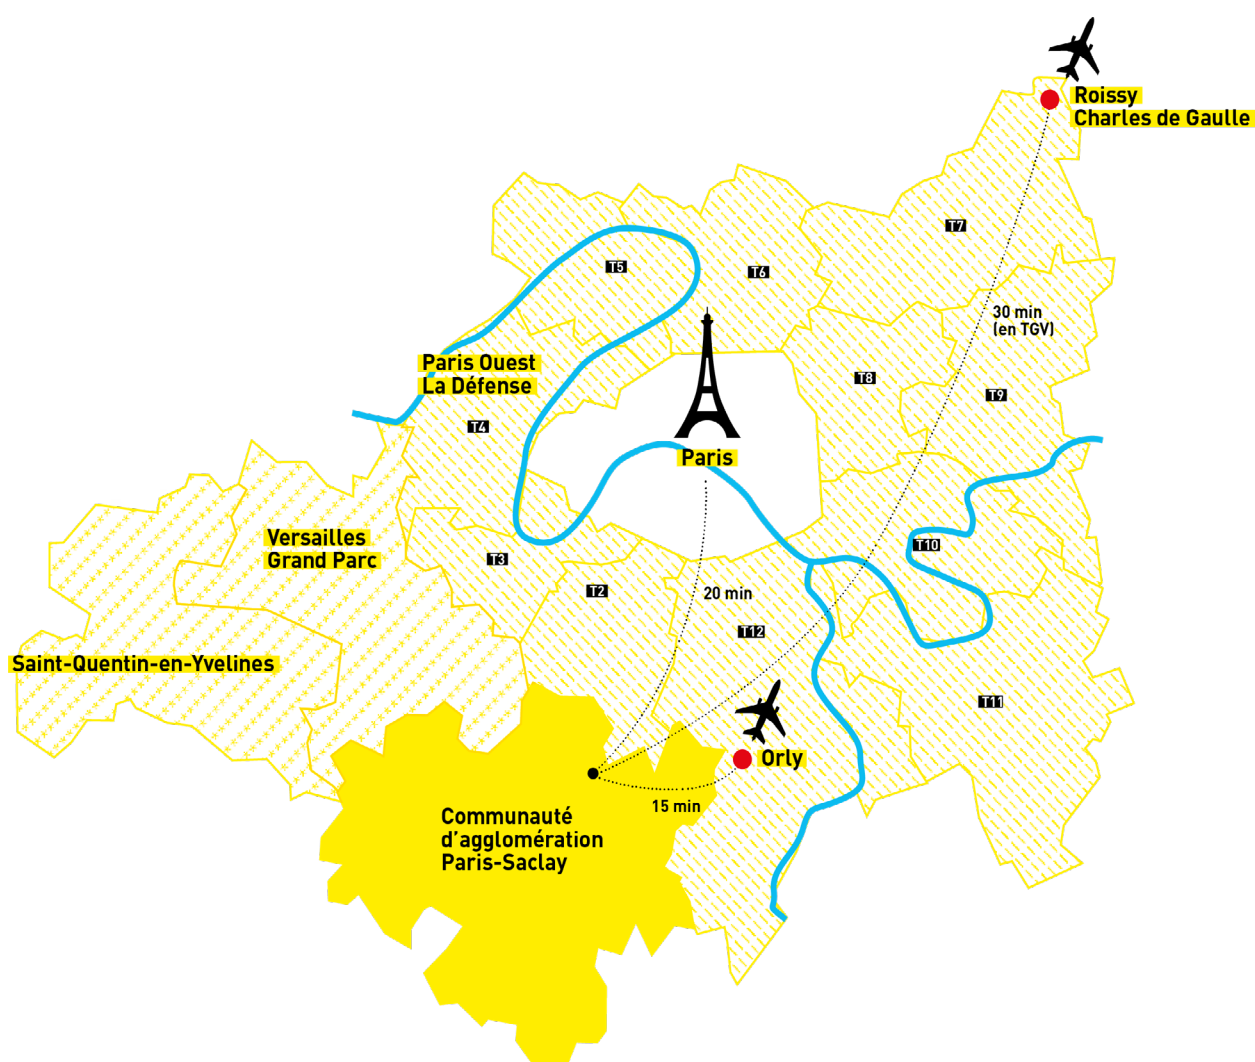 Roissy
Charles de Gaulle
T7
T5
T6
30 min
(en TGV)
Paris Ouest
La Défense
T8
T9
T4
Paris
Versailles
Grand Parc
T10
T3
T2
20 min
T12
Saint-Quentin-en-Yvelines
T11
Orly
15 min
Communauté
d'agglomération
Paris-Saclay